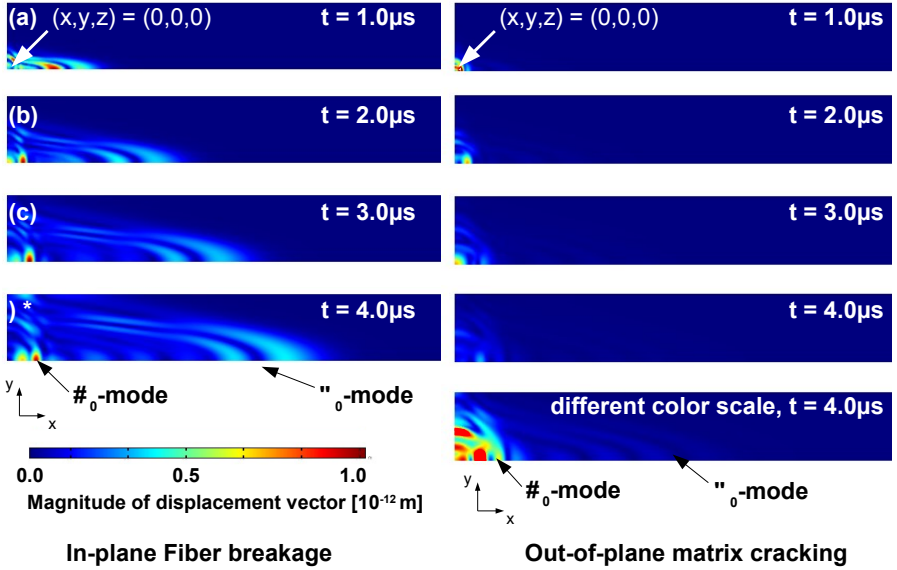 (a) (x,y,z) = (0,0,0) t = 1.0µs
(x,y,z) = (0,0,0) t = 1.0µs
(b) t = 2.0µs
t = 2.0µs
(c) t = 3.0µs
t = 3.0µs
) * t = 4.0µs
t = 4.0µs
#0-mode "0-mode
y
x
different color scale, t = 4.0µs
#0-mode "0-mode
y
x
0.0 0.5 1.0
Magnitude of displacement vector [10-12 m]
In-plane Fiber breakage
Out-of-plane matrix cracking